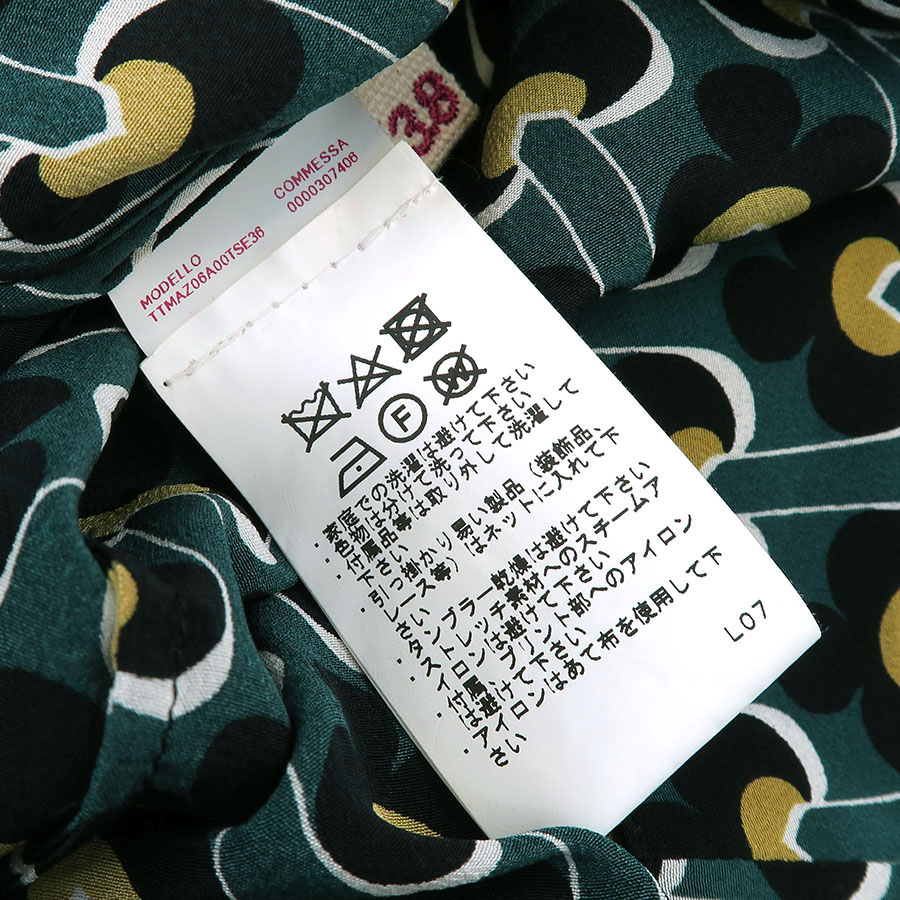 38
COMMESSA
0000307406
MODELLO
TTMAZ06A00TSE36
F
W
・家庭での洗濯は避けて下さい
・色物は分けて洗って下さい
・付属品等は取り外して洗濯して
下さい
・引っ掛かり易い製品（装飾品、
レース等）はネットに入れて下
さい
・タンブラー乾燥は避けて下さい
・ストレッチ素材へのスチームア
イロンは避けて下さい
・付属、プリント部へのアイロン
は避けて下さい
・アイロンはあて布を使用して下
さい
L07